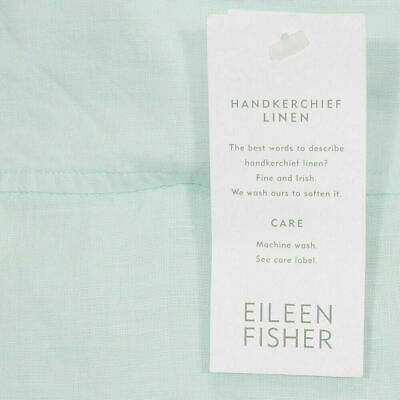 HANDKERCHIEF
LINEN
The best words to describe
handkerchief linen?
Fine and Irish.
We wash ours to soften it.
CARE
Machine wash.
See care label.
EILEEN
FISHER